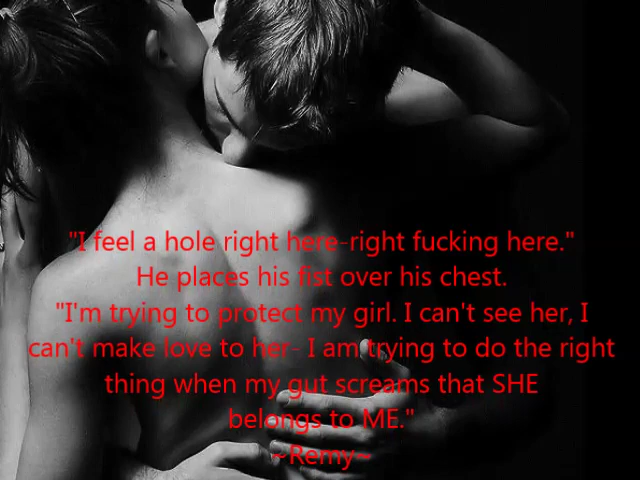 "I feel a hole right here-right fucking here."
He places his fist over his chest.
"I'm trying to protect my girl. I can't see her, I
can't make love to her- I am trying to do the right
thing when my gut screams that SHE
belongs to ME."
~Remy~